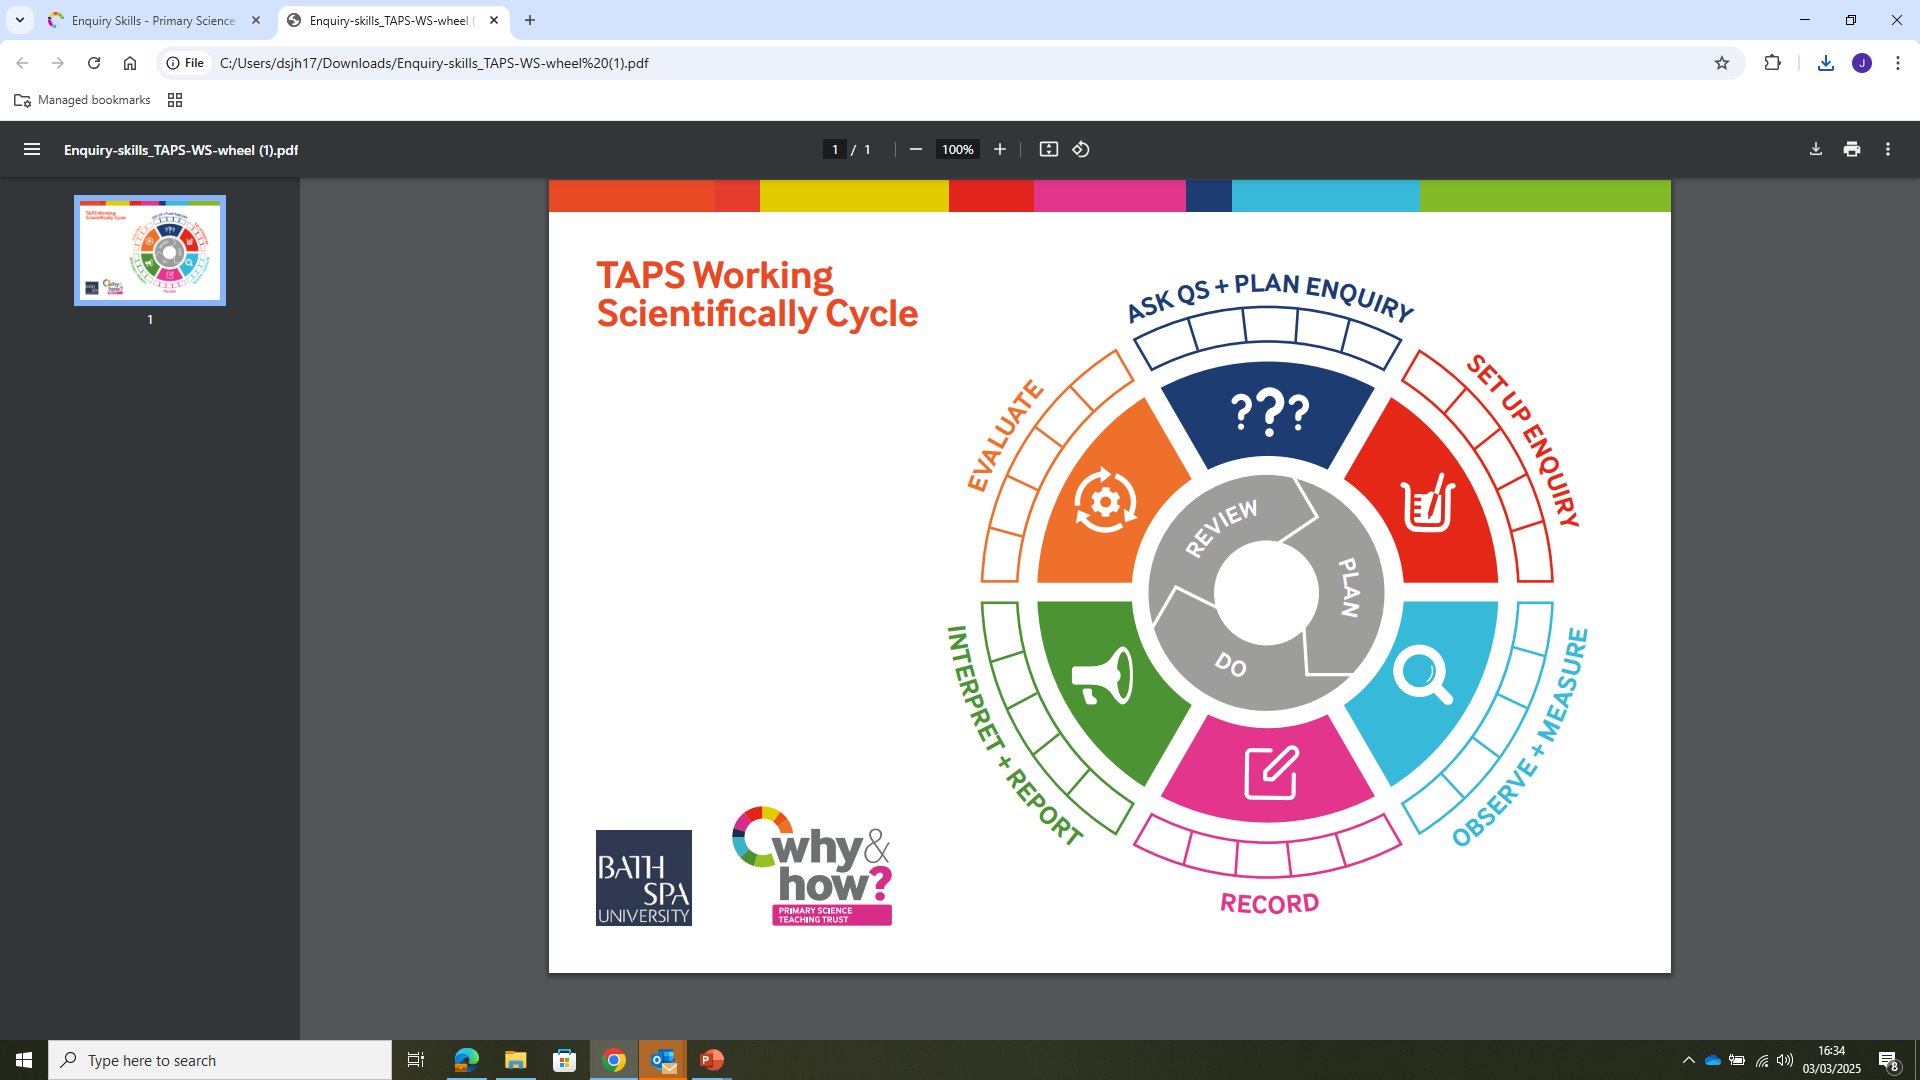 Enquiry Skills - Primary Science
Enquiry-skills_TAPS-WS-wheel (
File
C:/Users/dsjh17/Downloads/Enquiry-skills_TAPS-WS-wheel%20(1).pdf
J
Managed bookmarks
Enquiry-skills_TAPS-WS-wheel (1).pdf
1 / 1
100%
1
TAPS Working
Scientifically Cycle
ASK QS + PLAN ENQUIRY
???
SET UP ENQUIRY
OBSERVE + MEASURE
RECORD
INTERPRET + REPORT
EVALUATE
REVIEW
PLAN
DO
BATH
SPA
UNIVERSITY
why&
how?
PRIMARY SCIENCE
TEACHING TRUST
Type here to search
16:34
03/03/2025
8